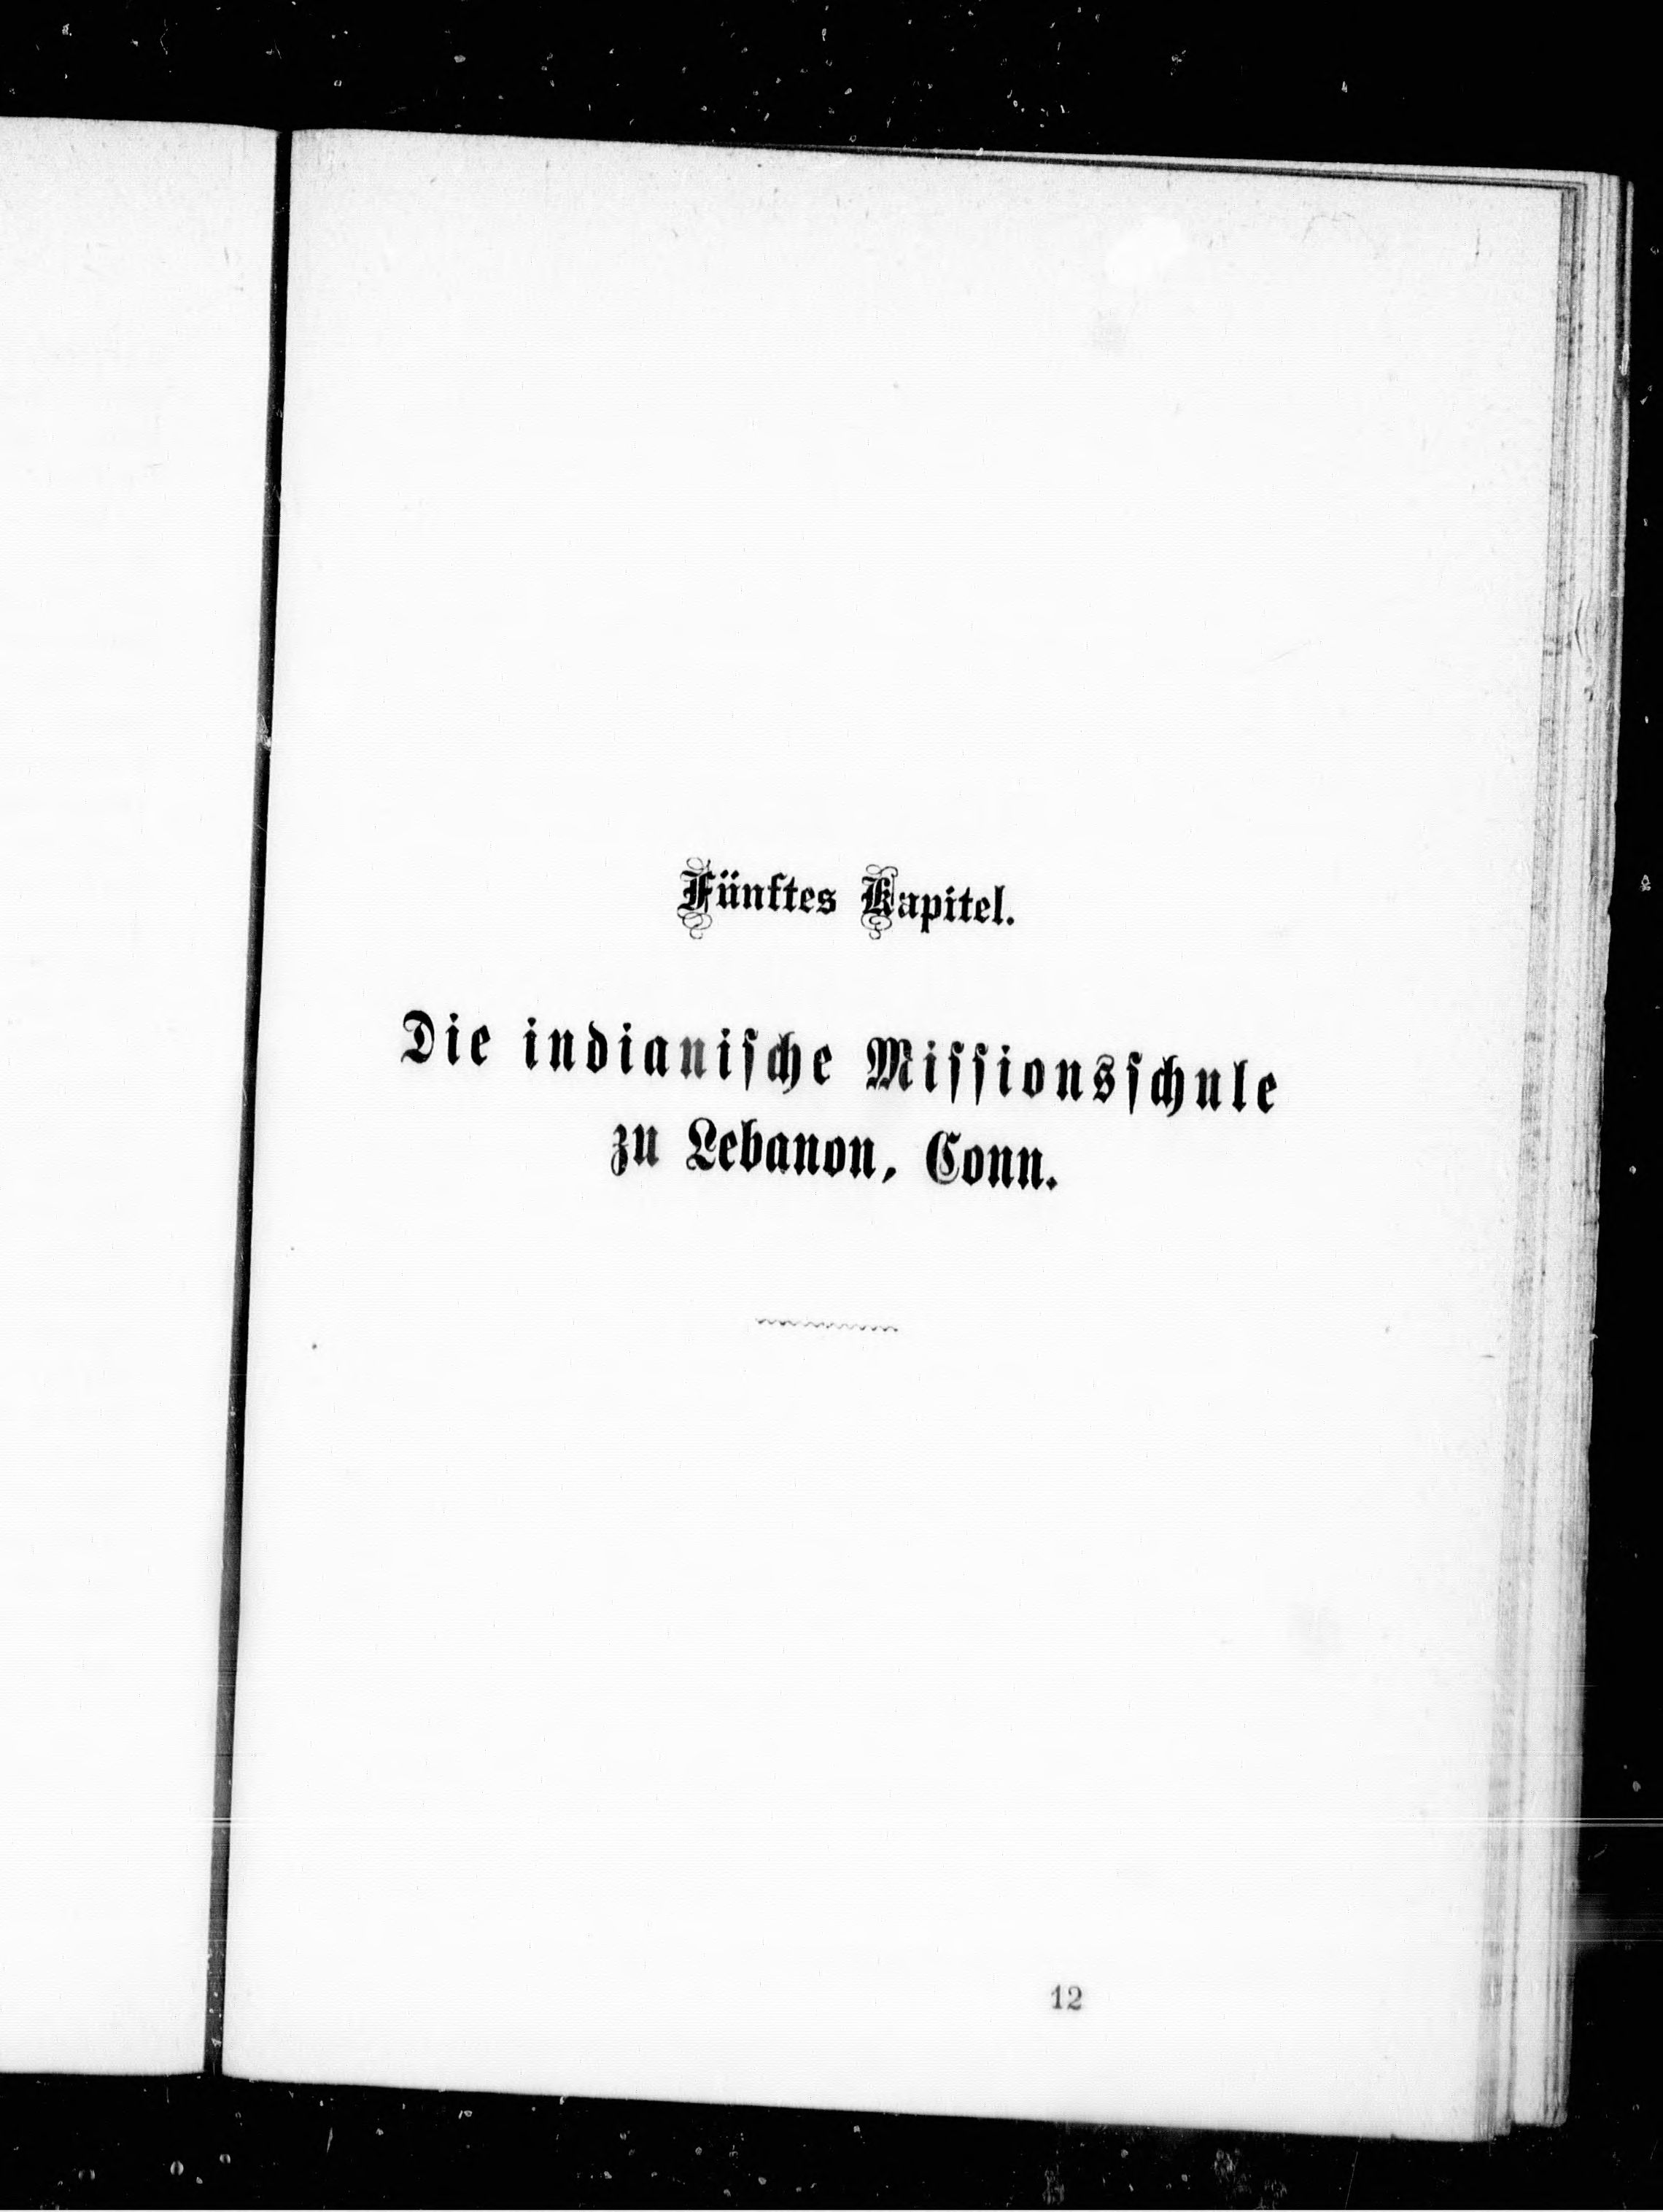 Fünftes Kapitel.
Die indianiſche Miſſionsſchule
zu Lebanon, Conn.
12